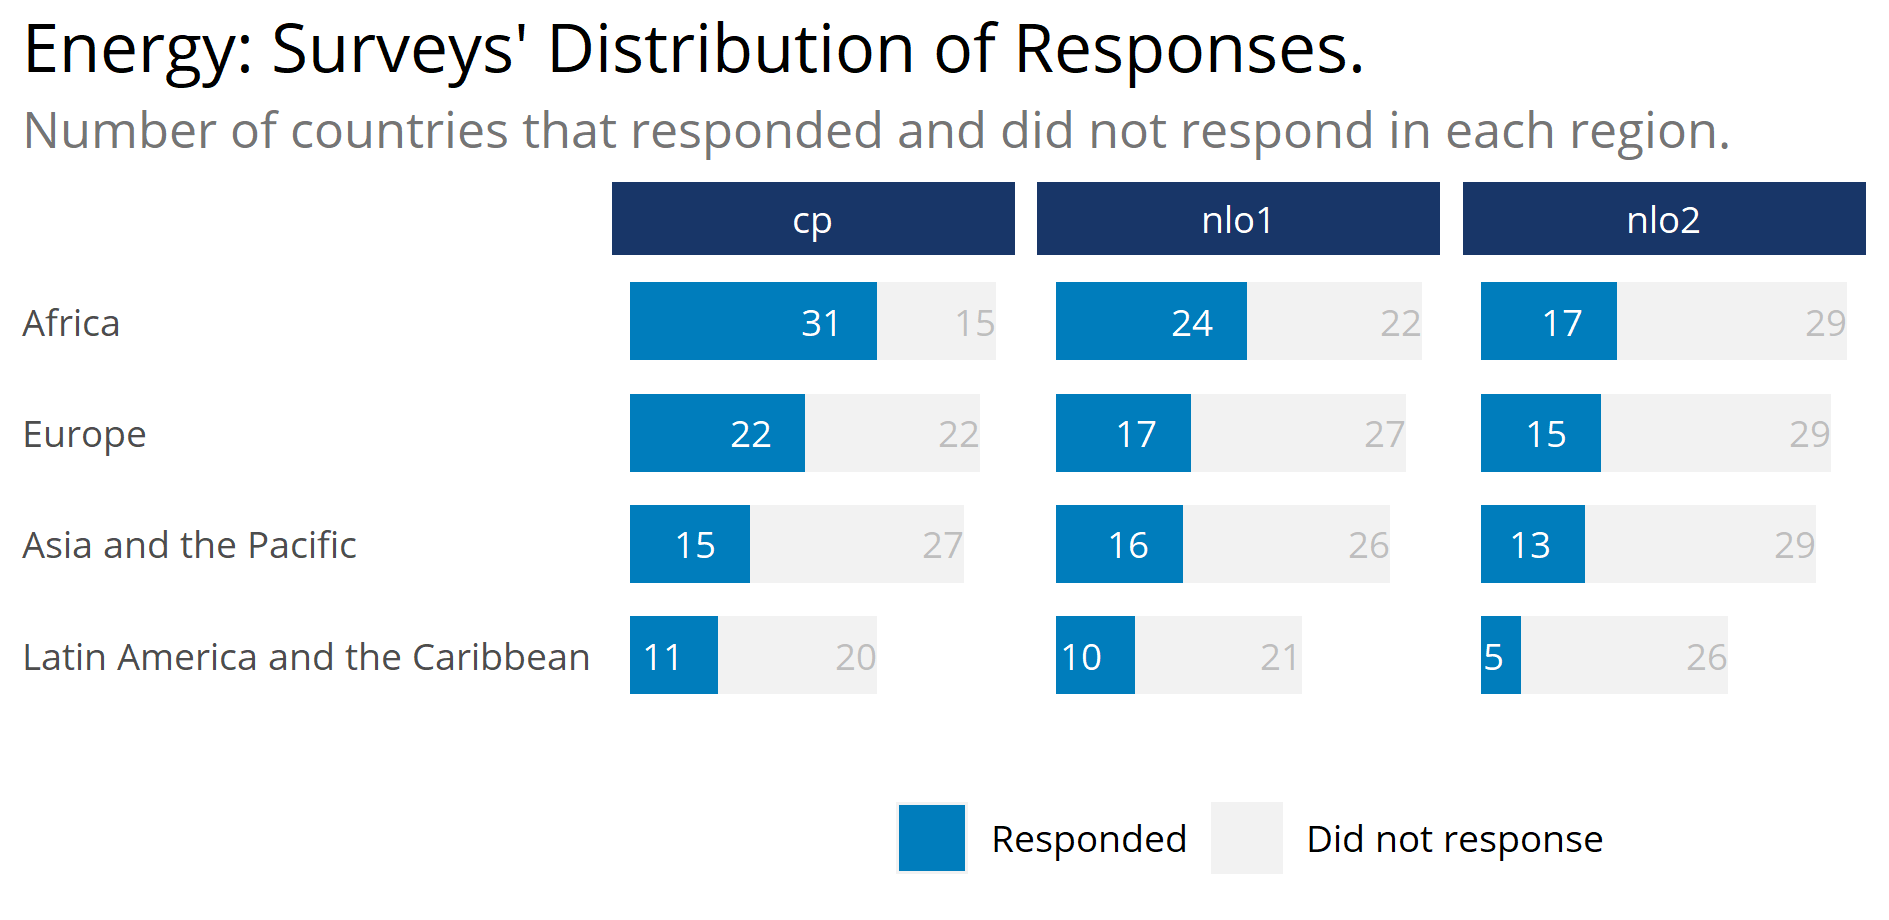 Energy: Surveys' Distribution of Responses.
Number of countries that responded and did not respond in each region.
cp nlo1 nlo2
Africa 31 15 24 22 17 29
Europe 22 22 17 27 15 29
Asia and the Pacific 15 27 16 26 13 29
Latin America and the Caribbean 11 20 10 21 5 26
Responded Did not response